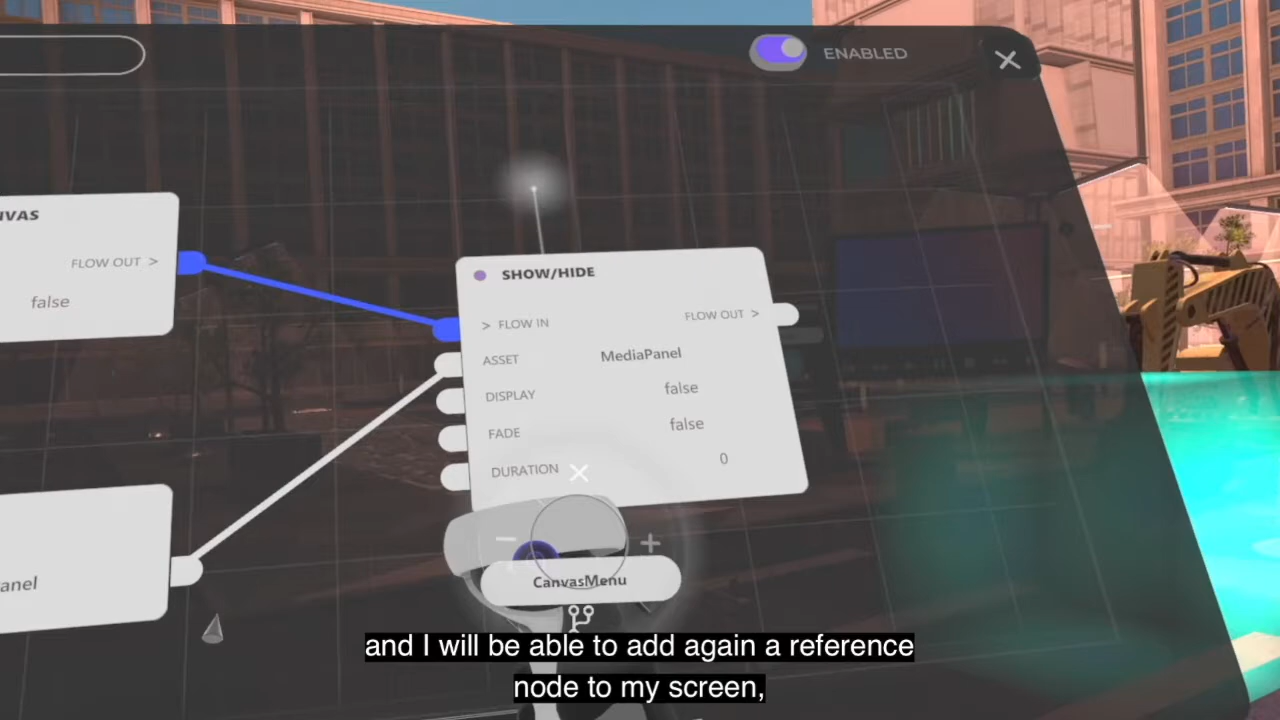 ENABLED
VAS
FLOW OUT >
false
SHOW/HIDE
> FLOW IN
FLOW OUT >
ASSET
MediaPanel
DISPLAY
false
FADE
false
DURATION
0
anel
CanvasMenu
and I will be able to add again a reference
node to my screen,